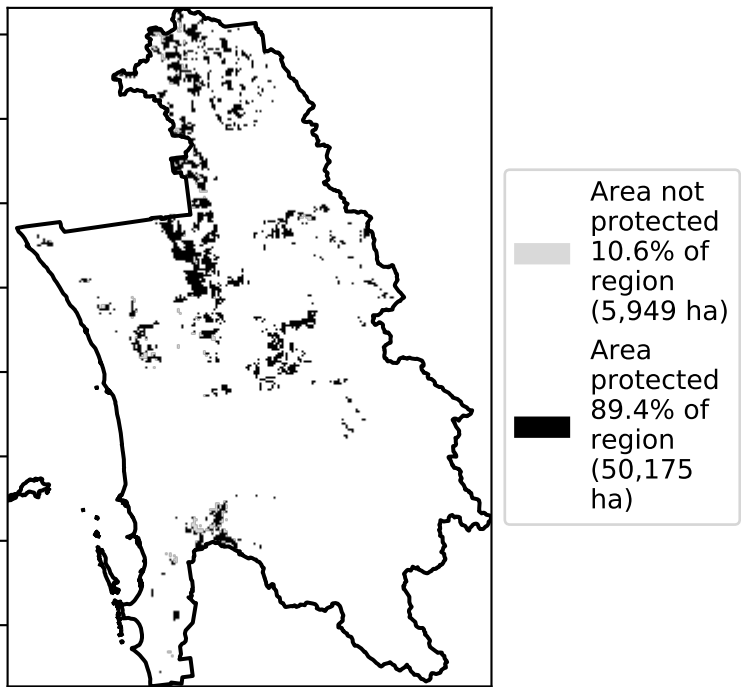 Area not
protected
10.6% of
region
(5,949 ha)
Area
protected
89.4% of
region
(50,175
ha)